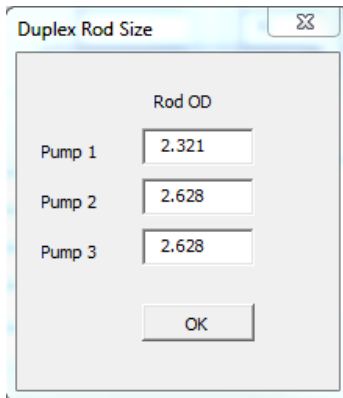 Duplex Rod Size
Rod OD
Pump 1 2.321
Pump 2 2.628
Pump 3 2.628
OK